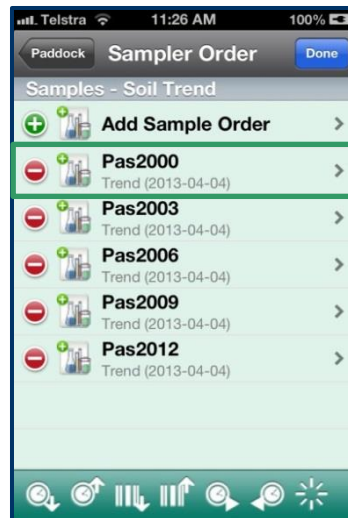 Telstra 11:26 AM 100%
Paddock Sampler Order Done
Samples - Soil Trend
Add Sample Order
Pas2000
Trend (2013-04-04)
Pas2003
Trend (2013-04-04)
Pas2006
Trend (2013-04-04)
Pas2009
Trend (2013-04-04)
Pas2012
Trend (2013-04-04)